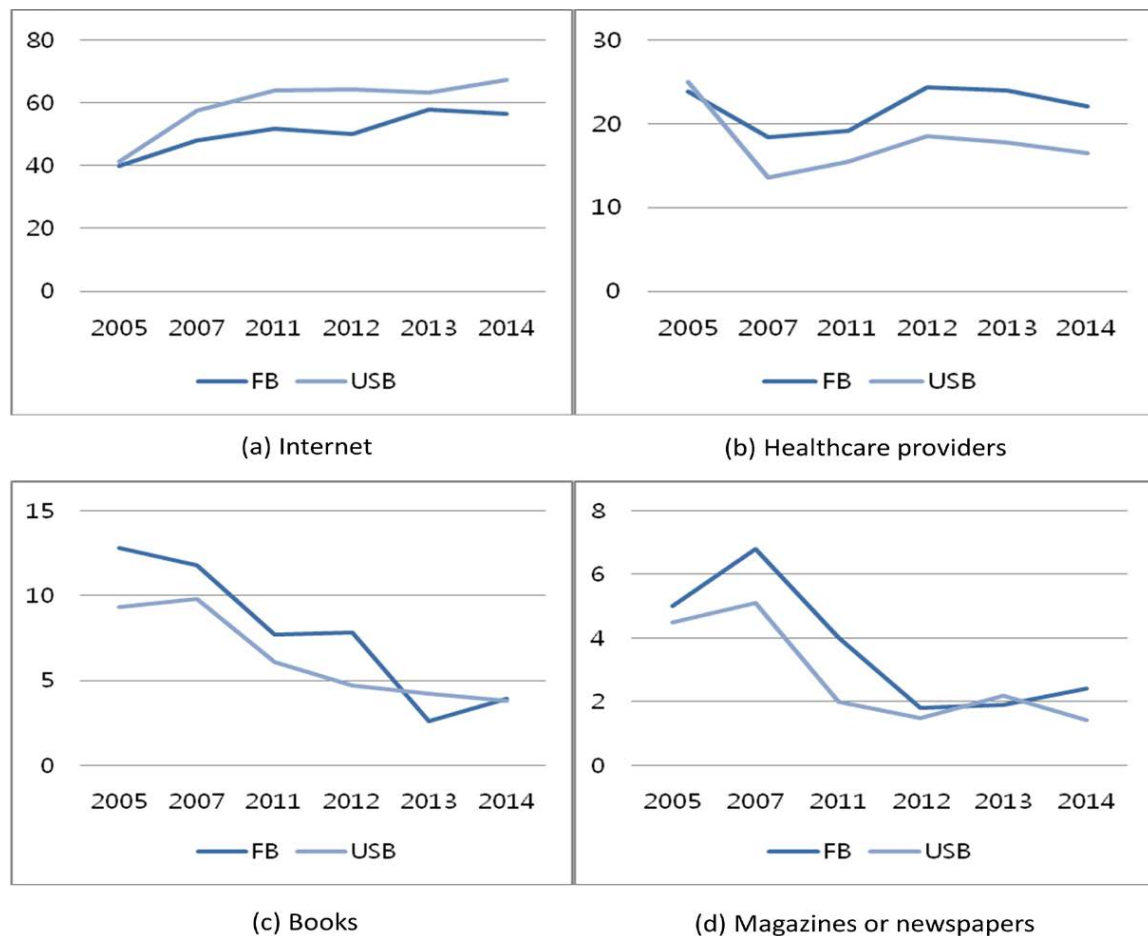 80
60
40
20
0
2005 2007 2011 2012 2013 2014
FB USB
(a) Internet
30
20
10
0
2005 2007 2011 2012 2013 2014
FB USB
(b) Healthcare providers
15
10
5
0
2005 2007 2011 2012 2013 2014
FB USB
(c) Books
8
6
4
2
0
2005 2007 2011 2012 2013 2014
FB USB
(d) Magazines or newspapers